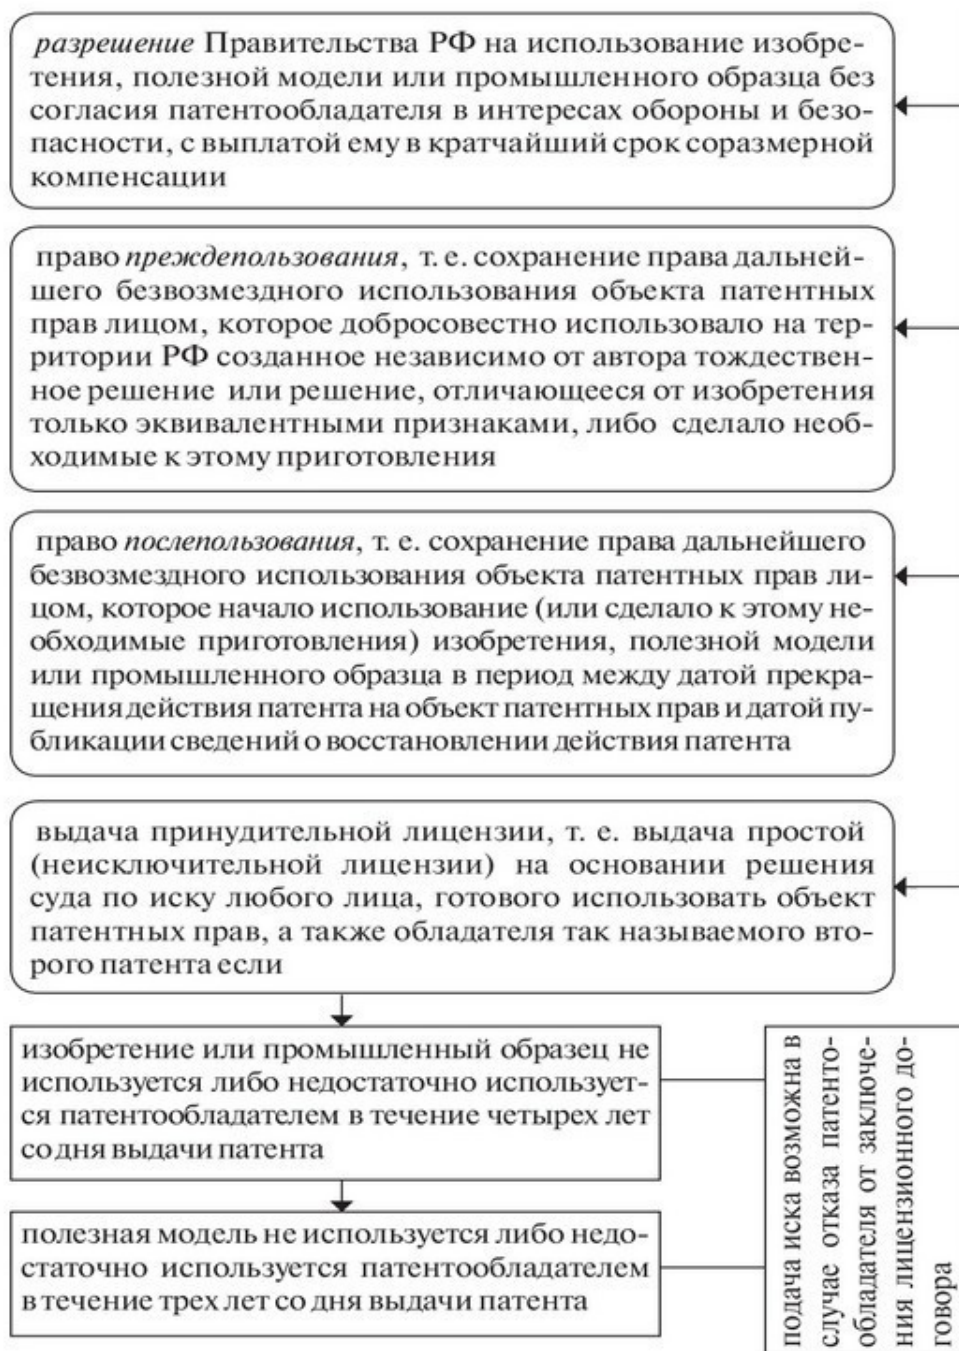 разрешение Правительства РФ на использование изобре-
тения, полезной модели или промышленного образца без
согласия патентообладателя в интересах обороны и безо-
пасности, с выплатой ему в кратчайший срок соразмерной
компенсации
право преждепользования, т. е. сохранение права дальней-
шего безвозмездного использования объекта патентных
прав лицом, которое добросовестно использовало на тер-
ритории РФ созданное независимо от автора тождествен-
ное решение или решение, отличающееся от изобретения
только эквивалентными признаками, либо сделало необ-
ходимые к этому приготовления
право послепользования, т. е. сохранение права дальнейшего
безвозмездного использования объекта патентных прав ли-
цом, которое начало использование (или сделало к этому не-
обходимые приготовления) изобретения, полезной модели
или промышленного образца в период между датой прекра-
щения действия патента на объект патентных прав и датой пу-
бликации сведений о восстановлении действия патента
выдача принудительной лицензии, т. е. выдача простой
(неисключительной лицензии) на основании решения
суда по иску любого лица, готового использовать объект
патентных прав, а также обладателя так называемого вто-
рого патента если
изобретение или промышленный образец не
используется либо недостаточно использует-
ся патентообладателем в течение четырех лет
со дня выдачи патента
полезная модель не используется либо недо-
статочно используется патентообладателем
в течение трех лет со дня выдачи патента
подача иска возможна в
случае отказа патенто-
обладателя от заключе-
ния лицензионного до-
говора